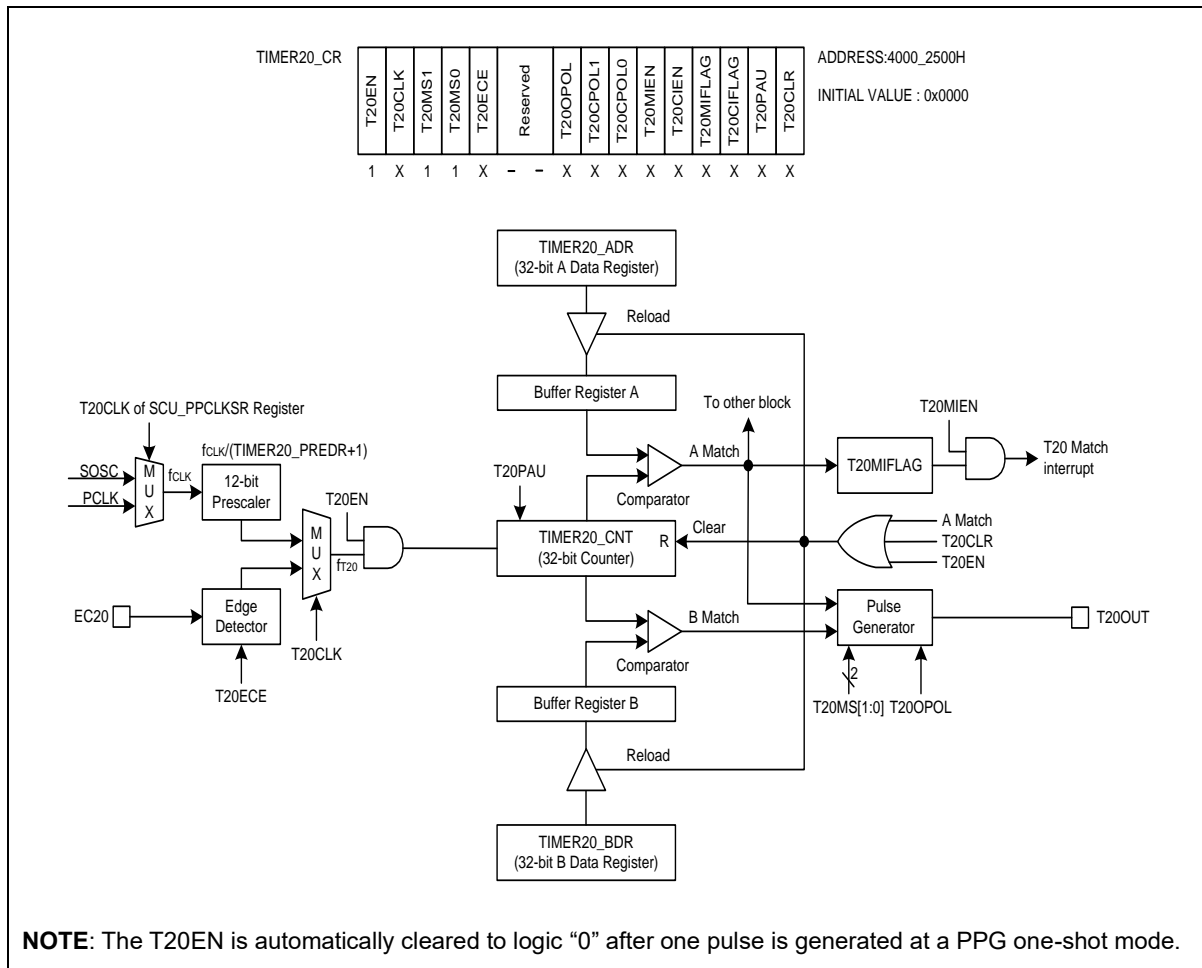 TIMER20_CR
T20EN
T20CLK
T20MS1
T20MS0
T20ECE
Reserved
T20OPOL
T20CPOL1
T20CPOL0
T20MIEN
T20CIEN
T20MIFLAG
T20CIFLAG
T20PAU
T20CLR
ADDRESS:4000_2500H
INITIAL VALUE : 0x0000
1 X 1 1 X – – X X X X X X X X X
TIMER20_ADR
(32-bit A Data Register)
Reload
Buffer Register A
T20CLK of SCU_PPCLKSR Register
To other block
T20MIEN
fCLK/(TIMER20_PREDR+1)
SOSC
PCLK
MUX
fCLK
12-bit
Prescaler
T20EN
MUX
fT20
T20PAU
Comparator
A Match
T20MIFLAG
T20 Match
interrupt
TIMER20_CNT
(32-bit Counter)
R
Clear
A Match
T20CLR
T20EN
EC20
Edge
Detector
T20CLK
T20ECE
B Match
Comparator
Pulse
Generator
T20OUT
2
T20MS[1:0]
T20OPOL
Buffer Register B
Reload
TIMER20_BDR
(32-bit B Data Register)
NOTE: The T20EN is automatically cleared to logic “0” after one pulse is generated at a PPG one-shot mode.